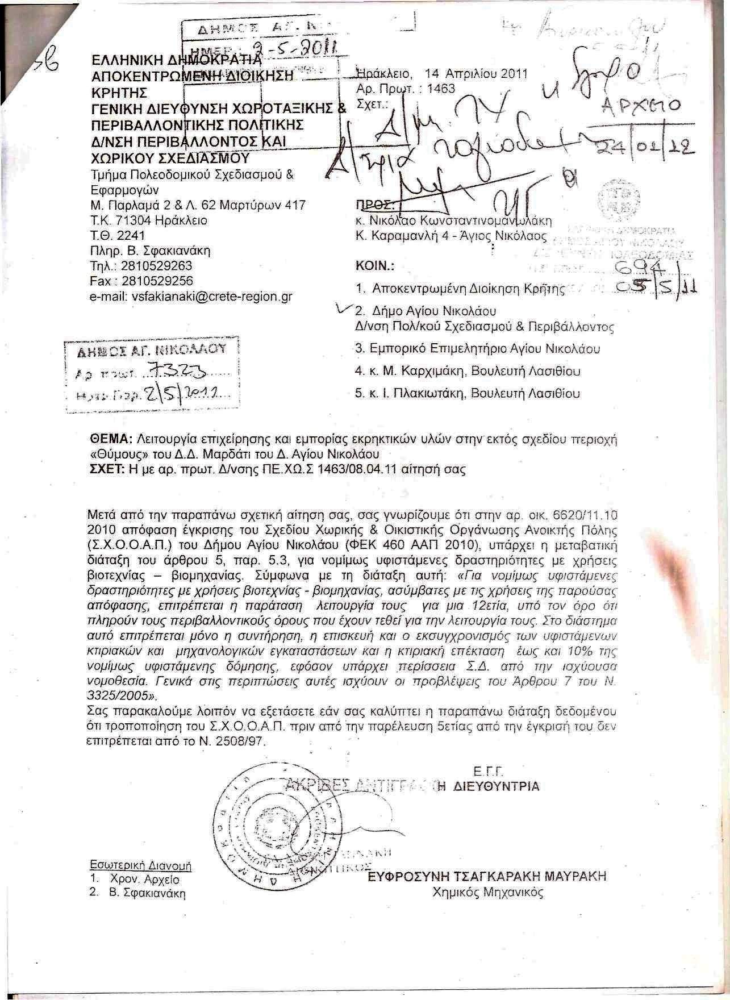 ΔΗΜΟΣ ΑΓ. Ν
ΗΜΕΡ.: 2-5-2011
ΕΛΛΗΝΙΚΗ ΔΗΜΟΚΡΑΤΙΑ
ΑΠΟΚΕΝΤΡΩΜΕΝΗ ΔΙΟΙΚΗΣΗ
ΚΡΗΤΗΣ
ΓΕΝΙΚΗ ΔΙΕΥΘΥΝΣΗ ΧΩΡΟΤΑΞΙΚΗΣ &
ΠΕΡΙΒΑΛΛΟΝΤΙΚΗΣ ΠΟΛΙΤΙΚΗΣ
Δ/ΝΣΗ ΠΕΡΙΒΑΛΛΟΝΤΟΣ ΚΑΙ
ΧΩΡΙΚΟΥ ΣΧΕΔΙΑΣΜΟΥ
Τμήμα Πολεοδομικού Σχεδιασμού &
Εφαρμογών
Μ. Παρλαμά 2 & Λ. 62 Μαρτύρων 417
Τ.Κ. 71304 Ηράκλειο
Τ.Θ. 2241
Πληρ. Β. Σφακιανάκη
Τηλ.: 2810529263
Fax : 2810529256
e-mail: vsfakianaki@crete-region.gr
Ηράκλειο, 14 Απριλίου 2011
Αρ. Πρωτ. : 1463
Σχετ.:
ΑΡΧΕΙΟ
24/01/12
ΠΡΟΣ:
κ. Νικόλαο Κωνσταντινομανωλάκη
Κ. Καραμανλή 4 - Άγιος Νικόλαος
694
05/5/11
ΚΟΙΝ.:
1. Αποκεντρωμένη Διοίκηση Κρήτης
2. Δήμο Αγίου Νικολάου
Δ/νση Πολ/κού Σχεδιασμού & Περιβάλλοντος
3. Εμπορικό Επιμελητήριο Αγίου Νικολάου
4. κ. Μ. Καρχιμάκη, Βουλευτή Λασιθίου
5. κ. Ι. Πλακιωτάκη, Βουλευτή Λασιθίου
ΔΗΜΟΣ ΑΓ. ΝΙΚΟΛΑΟΥ
Αρ πρωτ. 7323
Ημερ. Παρ. 2/5/2011
ΘΕΜΑ: Λειτουργία επιχείρησης και εμπορίας εκρηκτικών υλών στην εκτός σχεδίου περιοχή
«Θύμους» του Δ.Δ. Μαρδάτι του Δ. Αγίου Νικολάου
ΣΧΕΤ: Η με αρ. πρωτ. Δ/νσης ΠΕ.ΧΩ.Σ 1463/08.04.11 αίτησή σας
Μετά από την παραπάνω σχετική αίτηση σας, σας γνωρίζουμε ότι στην αρ. οικ. 6620/11.10
2010 απόφαση έγκρισης του Σχεδίου Χωρικής & Οικιστικής Οργάνωσης Ανοικτής Πόλης
(Σ.Χ.Ο.Ο.Α.Π.) του Δήμου Αγίου Νικολάου (ΦΕΚ 460 ΑΑΠ 2010), υπάρχει η μεταβατική
διάταξη του άρθρου 5, παρ. 5.3, για νομίμως υφιστάμενες δραστηριότητες με χρήσεις
βιοτεχνίας – βιομηχανίας. Σύμφωνα με τη διάταξη αυτή: «Για νομίμως υφιστάμενες
δραστηριότητες με χρήσεις βιοτεχνίας - βιομηχανίας, ασύμβατες με τις χρήσεις της παρούσας
απόφασης, επιτρέπεται η παράταση λειτουργία τους για μια 12ετία, υπό τον όρο ότι
πληρούν τους περιβαλλοντικούς όρους που έχουν τεθεί για την λειτουργία τους. Στο διάστημα
αυτό επιτρέπεται μόνο η συντήρηση, η επισκευή και ο εκσυγχρονισμός των υφιστάμενων
κτιριακών και μηχανολογικών εγκαταστάσεων και η κτιριακή επέκταση έως και 10% της
νομίμως υφιστάμενης δόμησης, εφόσον υπάρχει περίσσεια Σ.Δ. από την ισχύουσα
νομοθεσία. Γενικά στις περιπτώσεις αυτές ισχύουν οι προβλέψεις του Άρθρου 7 του Ν.
3325/2005».
Σας παρακαλούμε λοιπόν να εξετάσετε εάν σας καλύπτει η παραπάνω διάταξη δεδομένου
ότι τροποποίηση του Σ.Χ.Ο.Ο.Α.Π. πριν από την παρέλευση 5ετίας από την έγκρισή του δεν
επιτρέπεται από το Ν. 2508/97.
Ε.Γ.Γ.
ΑΚΡΙΒΕΣ
Η ΔΙΕΥΘΥΝΤΡΙΑ
ΕΥΦΡΟΣΥΝΗ ΤΣΑΓΚΑΡΑΚΗ ΜΑΥΡΑΚΗ
Χημικός Μηχανικός
Εσωτερική Διανομή
1. Χρον. Αρχείο
2. Β. Σφακιανάκη